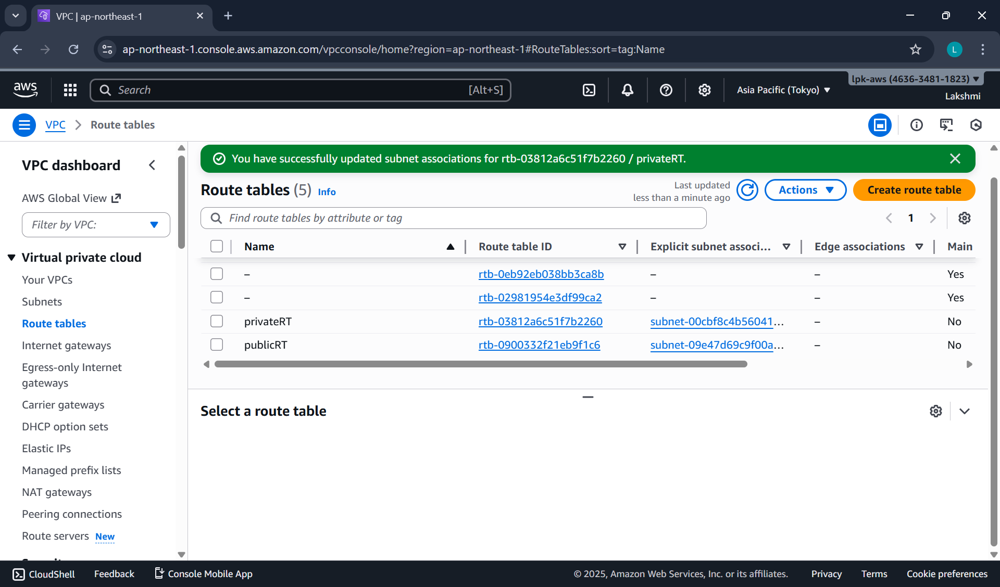 VPC | ap-northeast-1
ap-northeast-1.console.aws.amazon.com/vpcconsole/home?region=ap-northeast-1#RouteTables:sort=tag:Name
L
aws
Search
[Alt+S]
Asia Pacific (Tokyo)
lpk-aws (4636-3481-1823)
Lakshmi
VPC
Route tables
VPC dashboard
AWS Global View
Filter by VPC:
Virtual private cloud
Your VPCs
Subnets
Route tables
Internet gateways
Egress-only Internet
gateways
Carrier gateways
DHCP option sets
Elastic IPs
Managed prefix lists
NAT gateways
Peering connections
Route servers New
You have successfully updated subnet associations for rtb-03812a6c51f7b2260 / privateRT.
Route tables (5) Info
Last updated
less than a minute ago
Actions
Create route table
Find route tables by attribute or tag
1
Name Route table ID Explicit subnet associ... Edge associations Main
– rtb-0eb92eb038bb3ca8b – – Yes
– rtb-02981954e3df99ca2 – – Yes
privateRT rtb-03812a6c51f7b2260 subnet-00cbf8c4b56041... – No
publicRT rtb-0900332f21eb9f1c6 subnet-09e47d69c9f00a... – No
Select a route table
CloudShell
Feedback
Console Mobile App
© 2025, Amazon Web Services, Inc. or its affiliates.
Privacy
Terms
Cookie preferences